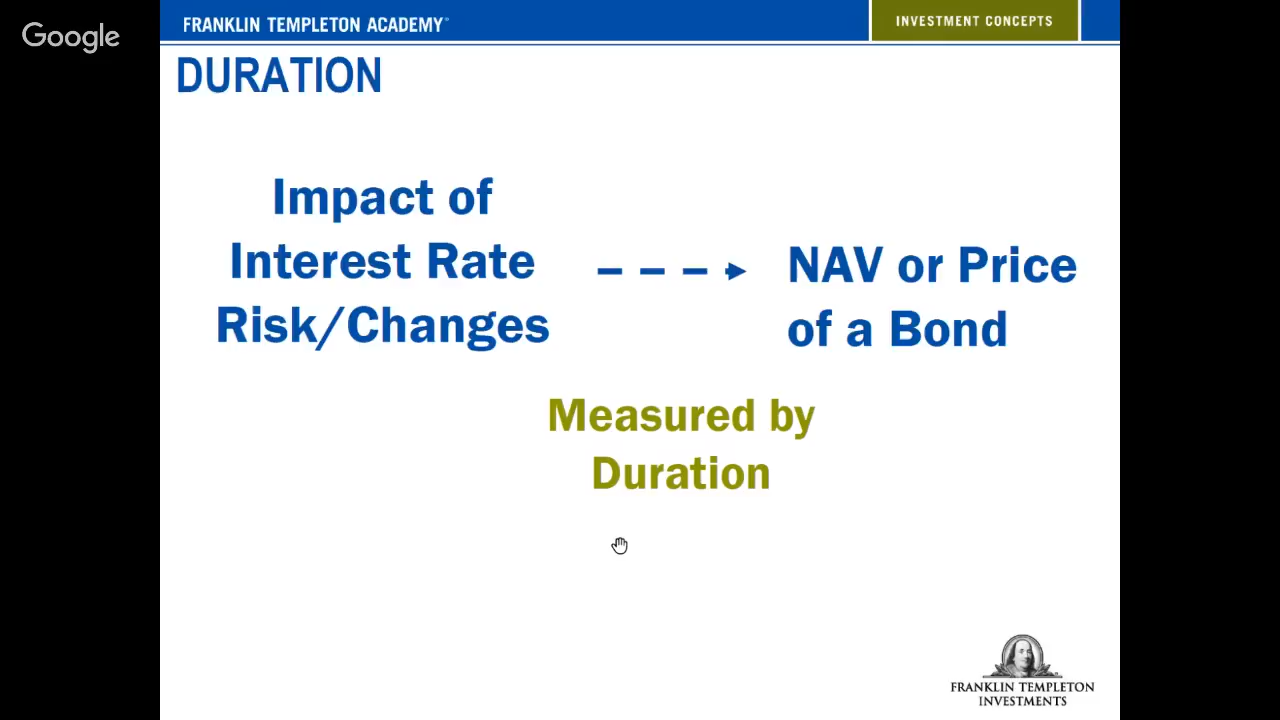 Google
FRANKLIN TEMPLETON ACADEMY
INVESTMENT CONCEPTS
DURATION
Impact of
Interest Rate
Risk/Changes
NAV or Price
of a Bond
Measured by
Duration
FRANKLIN TEMPLETON
INVESTMENTS